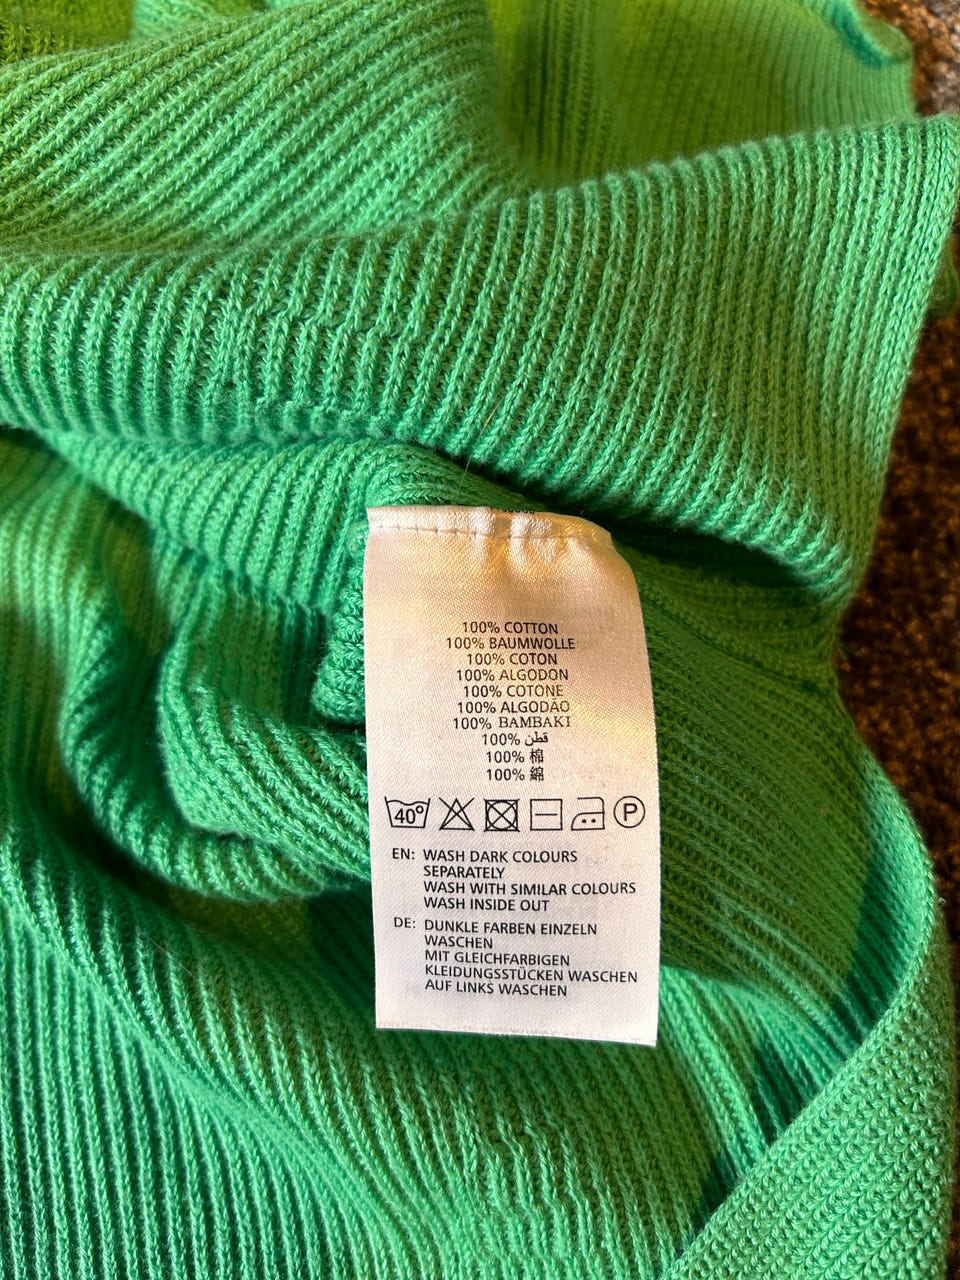 100% COTTON
100% BAUMWOLLE
100% COTON
100% ALGODON
100% COTONE
100% ALGODÃO
100% BAMBAKI
100% قطن
100% 棉
100% 綿
40° P
EN: WASH DARK COLOURS
SEPARATELY
WASH WITH SIMILAR COLOURS
WASH INSIDE OUT
DE: DUNKLE FARBEN EINZELN
WASCHEN
MIT GLEICHFARBIGEN
KLEIDUNGSSTÜCKEN WASCHEN
AUF LINKS WASCHEN